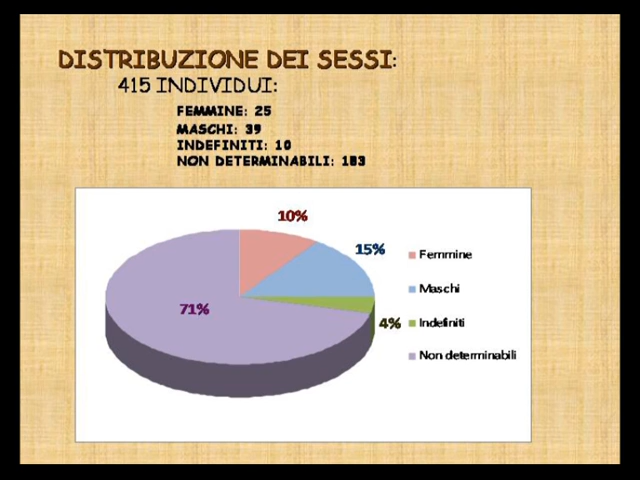 DISTRIBUZIONE DEI SESSI:
415 INDIVIDUI:
FEMMINE: 25
MASCHI: 39
INDEFINITI: 10
NON DETERMINABILI: 183
10%
15%
71%
4%
Femmine
Maschi
Indefiniti
Non determinabili